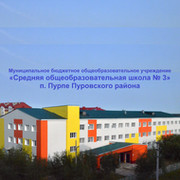 Муниципальное бюджетное общеобразовательное учреждение
«Средняя общеобразовательная школа № 3»
п. Пурпе Пуровского района